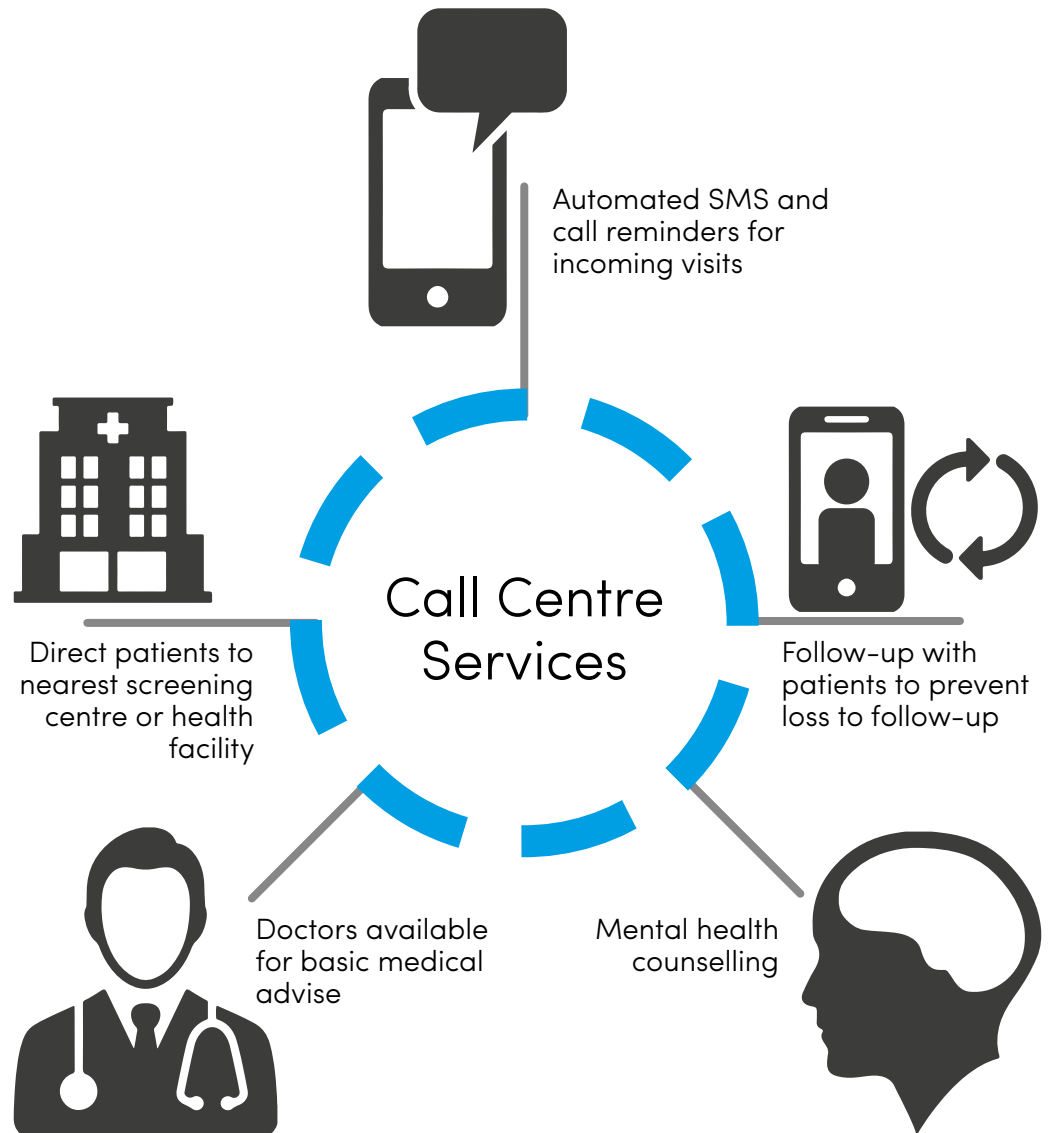 Automated SMS and
call reminders for
incoming visits
Call Centre
Services
Direct patients to
nearest screening
centre or health
facility
Follow-up with
patients to prevent
loss to follow-up
Doctors available
for basic medical
advise
Mental health
counselling